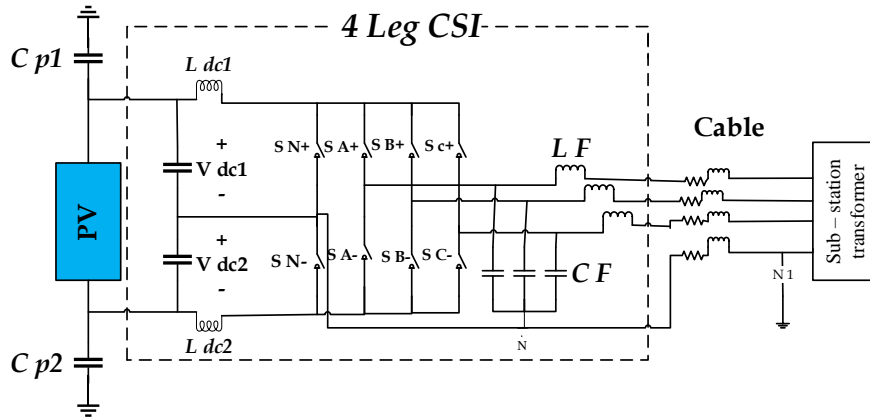 4 Leg CSI
C p1
L dc1
S N+
S A+
S B+
S c+
L F
Cable
+
V dc1
-
PV
+
V dc2
-
S N-
S A-
S B-
S C-
C F
N 1
Sub – station
transformer
N
L dc2
C p2